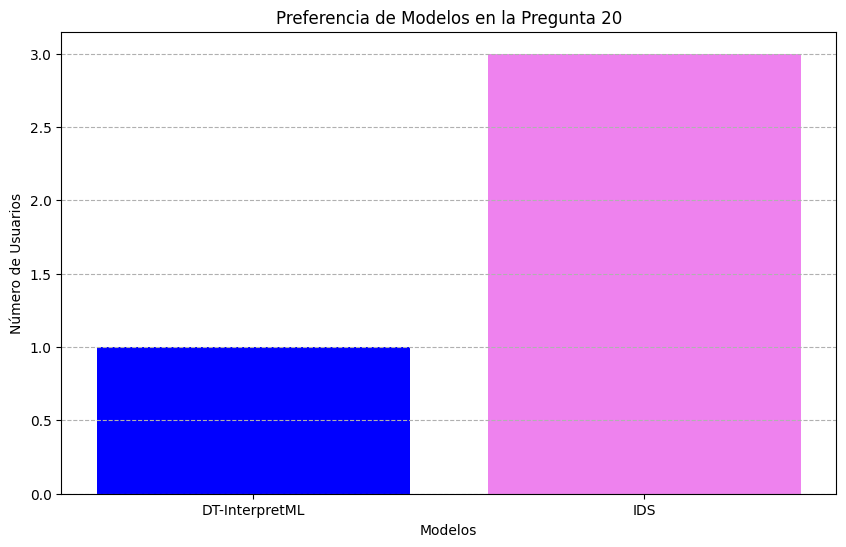 Preferencia de Modelos en la Pregunta 20
3.0
2.5
2.0
1.5
1.0
0.5
0.0
Número de Usuarios
DT-InterpretML
IDS
Modelos